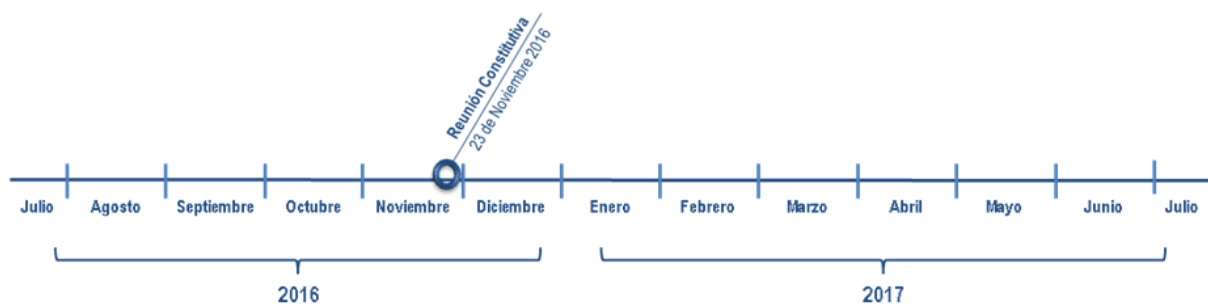 Reunión Constitutiva
23 de Noviembre 2016
Julio Agosto Septiembre Octubre Noviembre Diciembre Enero Febrero Marzo Abril Mayo Junio Julio
2016 2017